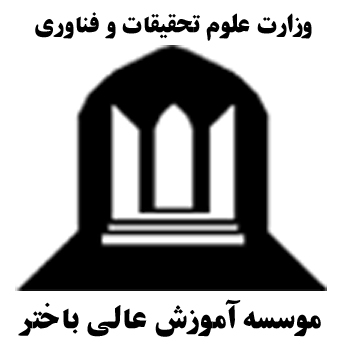 وزارت علوم تحقیقات و فناوری
موسسه آموزش عالی باختر